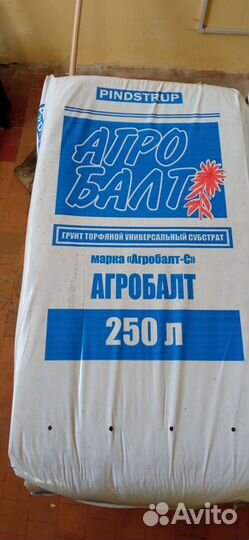 PINDSTRUP
АГРО
БАЛТ
ГРУНТ ТОРФЯНОЙ УНИВЕРСАЛЬНЫЙ СУБСТРАТ
марка «Агробалт-С»
АГРОБАЛТ
250 л
Avito